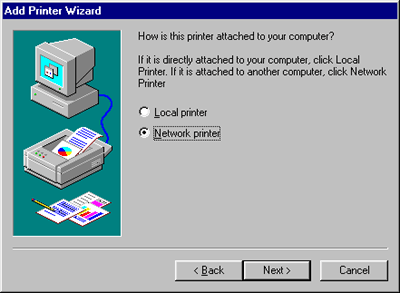 Add Printer Wizard
How is this printer attached to your computer?
If it is directly attached to your computer, click Local
Printer. If it is attached to another computer, click Network
Printer
Local printer
Network printer
< Back
Next >
Cancel